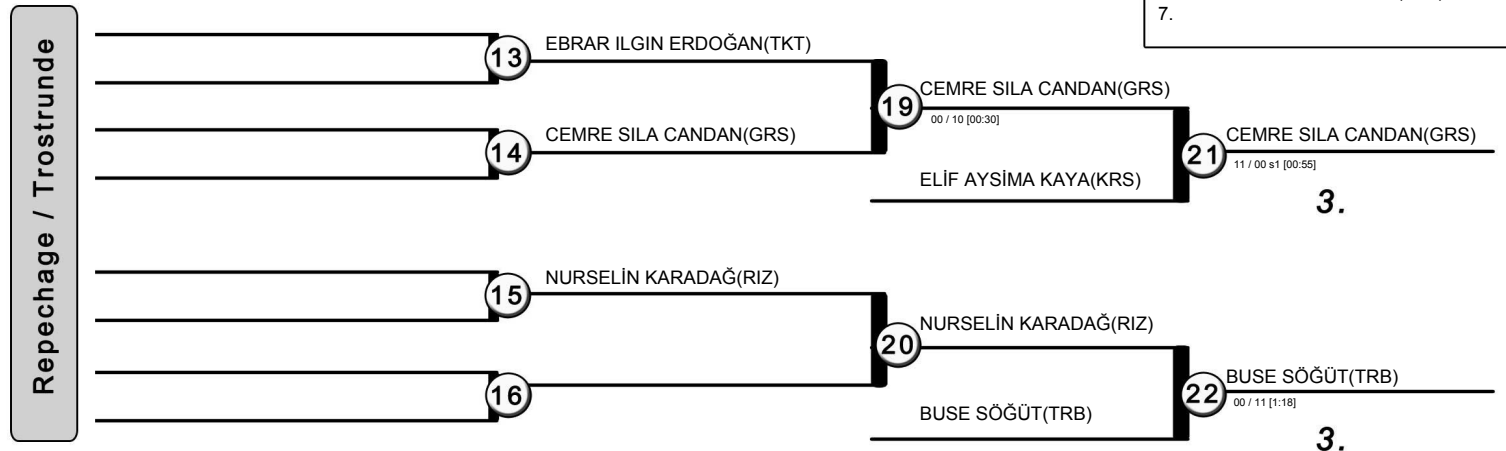 7.
Repechage / Trostrunde
13
EBRAR ILGIN ERDOĞAN(TKT)
14
CEMRE SILA CANDAN(GRS)
19
CEMRE SILA CANDAN(GRS)
00 / 10 [00:30]
ELİF AYSİMA KAYA(KRS)
21
CEMRE SILA CANDAN(GRS)
11 / 00 s1 [00:55]
3.
15
NURSELİN KARADAĞ(RIZ)
16
20
NURSELİN KARADAĞ(RIZ)
BUSE SÖĞÜT(TRB)
22
BUSE SÖĞÜT(TRB)
00 / 11 [1:18]
3.